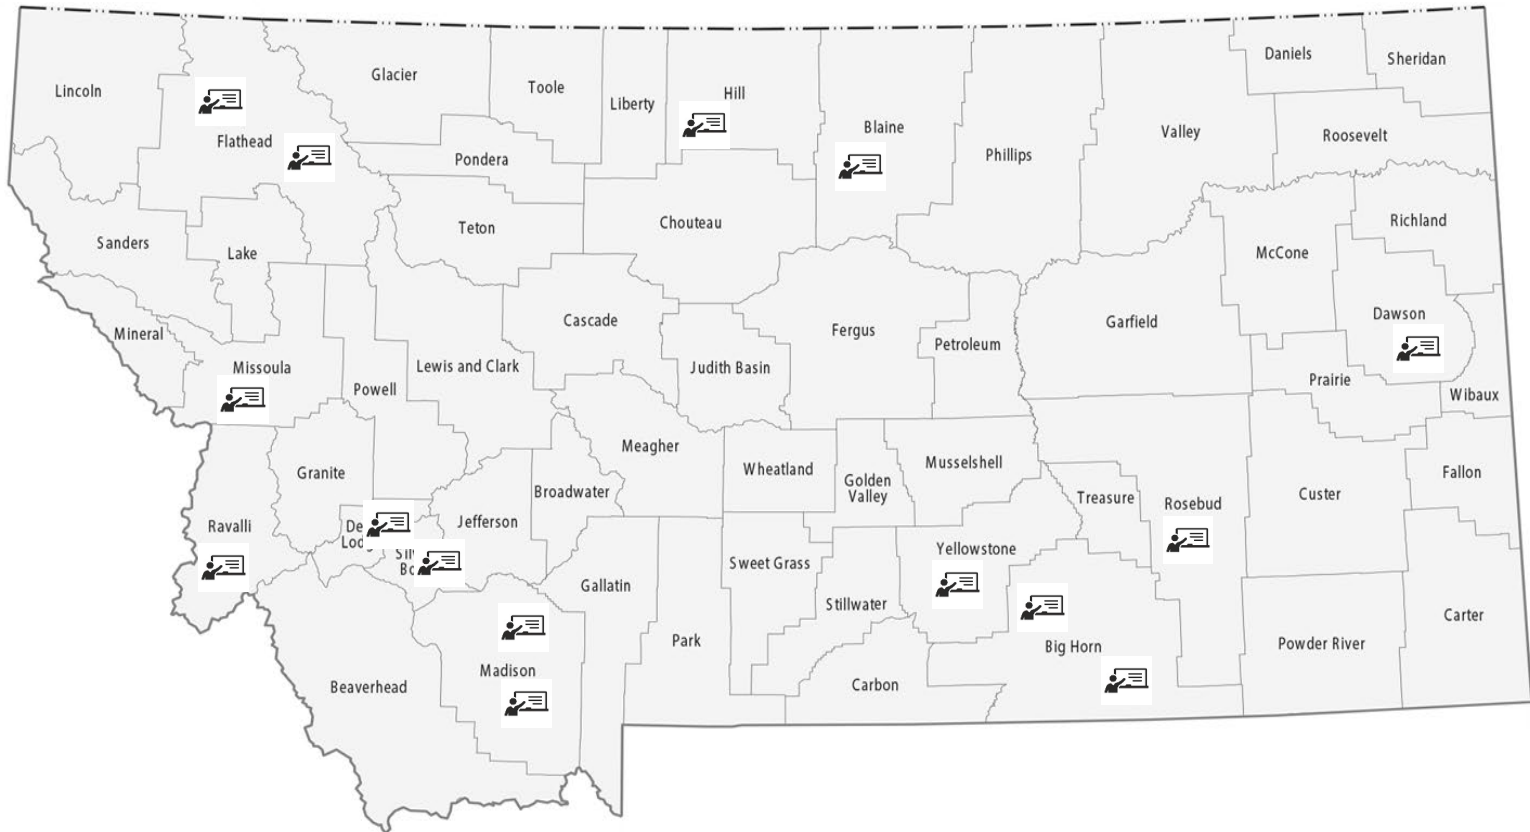 Daniels
Sheridan
Glacier
Toole
Lincoln
Liberty
Hill
Blaine
Valley
Roosevelt
Flathead
Phillips
Pondera
Richland
Chouteau
Teton
Sanders
Lake
McCone
Dawson
Cascade
Garfield
Fergus
Mineral
Petroleum
Missoula
Lewis and Clark
Judith Basin
Prairie
Powell
Wibaux
Meagher
Wheatland
Musselshell
Granite
Golden
Valley
Fallon
Broadwater
Treasure
Custer
Rosebud
Jefferson
Ravalli
De
Lodg
Yellowstone
Sweet Grass
Gallatin
Stillwater
Carter
Park
Big Horn
Powder River
Madison
Carbon
Beaverhead